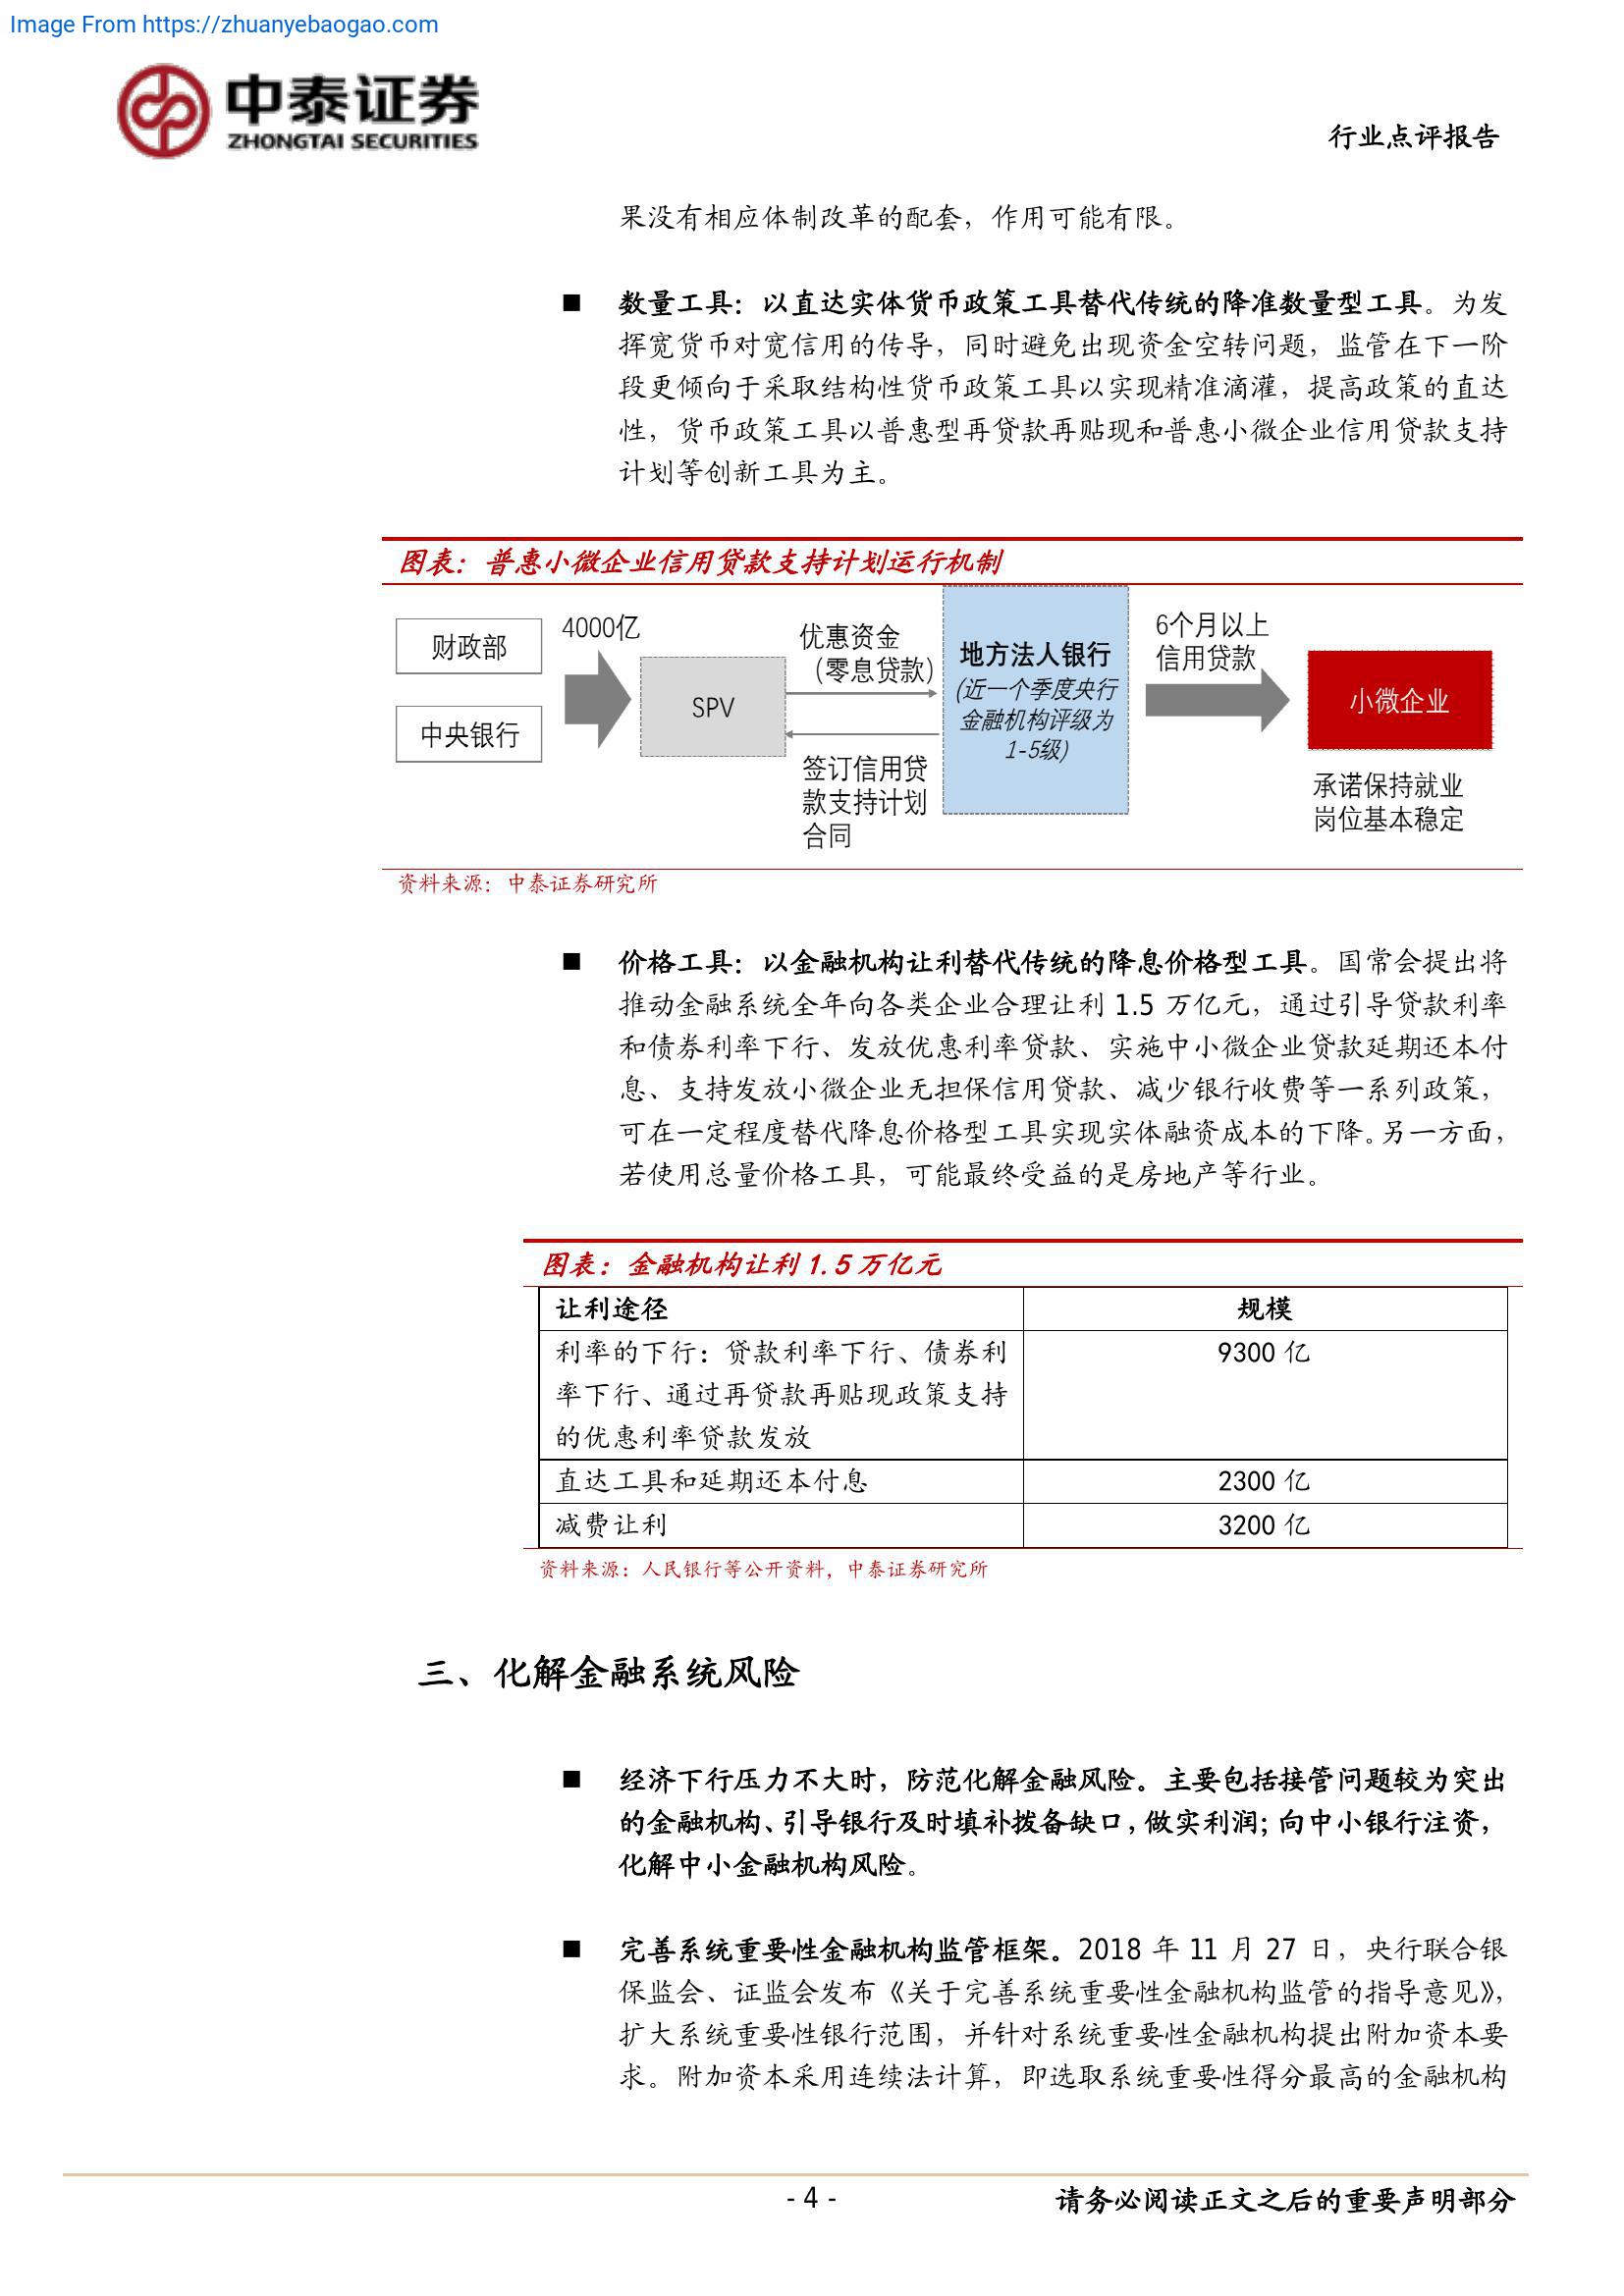 Image From https://zhuanyebaogao.com
中泰证券
ZHONGTAI SECURITIES
行业点评报告
果没有相应体制改革的配套，作用可能有限。
■ 数量工具：以直达实体货币政策工具替代传统的降准数量型工具。为发
挥宽货币对宽信用的传导，同时避免出现资金空转问题，监管在下一阶
段更倾向于采取结构性货币政策工具以实现精准滴灌，提高政策的直达
性，货币政策工具以普惠型再贷款再贴现和普惠小微企业信用贷款支持
计划等创新工具为主。
图表：普惠小微企业信用贷款支持计划运行机制
财政部
中央银行
4000亿
SPV
优惠资金
（零息贷款）
签订信用贷
款支持计划
合同
地方法人银行
(近一个季度央行
金融机构评级为
1-5级)
6个月以上
信用贷款
小微企业
承诺保持就业
岗位基本稳定
资料来源：中泰证券研究所
■ 价格工具：以金融机构让利替代传统的降息价格型工具。国常会提出将
推动金融系统全年向各类企业合理让利 1.5 万亿元，通过引导贷款利率
和债券利率下行、发放优惠利率贷款、实施中小微企业贷款延期还本付
息、支持发放小微企业无担保信用贷款、减少银行收费等一系列政策，
可在一定程度替代降息价格型工具实现实体融资成本的下降。另一方面，
若使用总量价格工具，可能最终受益的是房地产等行业。
图表：金融机构让利 1.5 万亿元
让利途径 规模
利率的下行：贷款利率下行、债券利 9300 亿
率下行、通过再贷款再贴现政策支持
的优惠利率贷款发放
直达工具和延期还本付息 2300 亿
减费让利 3200 亿
资料来源：人民银行等公开资料，中泰证券研究所
三、化解金融系统风险
■ 经济下行压力不大时，防范化解金融风险。主要包括接管问题较为突出
的金融机构、引导银行及时填补拨备缺口，做实利润；向中小银行注资，
化解中小金融机构风险。
■ 完善系统重要性金融机构监管框架。2018 年 11 月 27 日，央行联合银
保监会、证监会发布《关于完善系统重要性金融机构监管的指导意见》，
扩大系统重要性银行范围，并针对系统重要性金融机构提出附加资本要
求。附加资本采用连续法计算，即选取系统重要性得分最高的金融机构
- 4 -
请务必阅读正文之后的重要声明部分